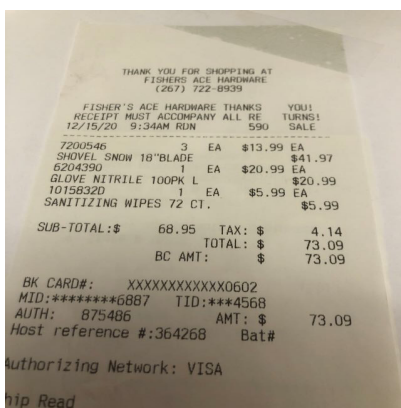 THANK YOU FOR SHOPPING AT
FISHERS ACE HARDWARE
(267) 722-8939
FISHER'S ACE HARDWARE THANKS YOU!
RECEIPT MUST ACCOMPANY ALL RE TURNS!
12/15/20 9:34AM RUN 590 SALE
7200546 3 EA $13.99 EA
SHOVEL SNOW 18"BLADE $41.97
6204390 1 EA $20.99 EA
GLOVE NITRILE 100PK L $20.99
1015832D 1 EA $5.99 EA
SANITIZING WIPES 72 CT. $5.99
SUB-TOTAL:$ 68.95 TAX: $ 4.14
TOTAL: $ 73.09
BC AMT: $ 73.09
BK CARD#: XXXXXXXXXXXX0602
MID:********6887 TID:***4568
AUTH: 875486 AMT: $ 73.09
Host reference #:364268 Bat#
Authorizing Network: VISA
hip Read